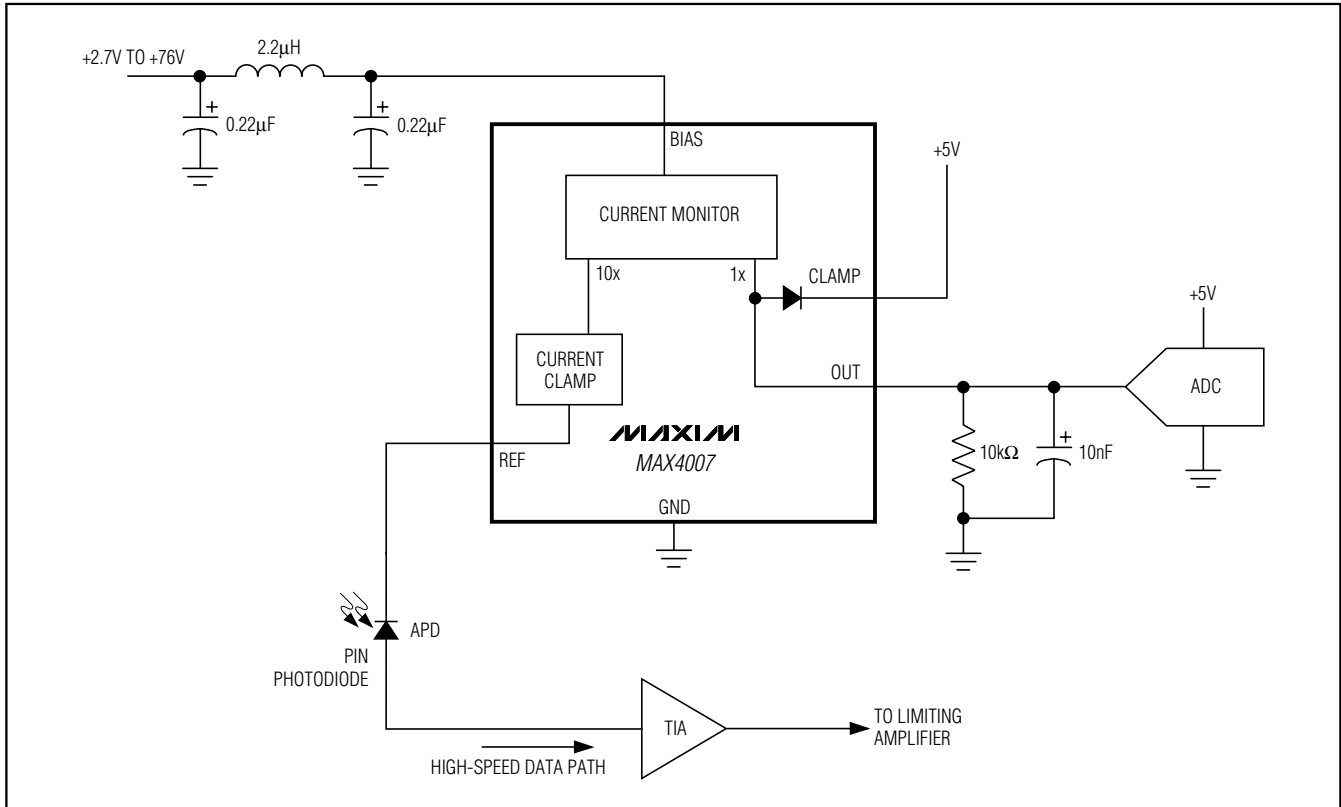 +2.7V TO +76V
2.2µH
+
0.22µF
+
0.22µF
BIAS
+5V
CURRENT MONITOR
10x
1x
CLAMP
+5V
CURRENT
CLAMP
OUT
ADC
MAXIM
MAX4007
REF
10kΩ
+
10nF
GND
APD
PIN
PHOTODIODE
TIA
TO LIMITING
AMPLIFIER
HIGH-SPEED DATA PATH